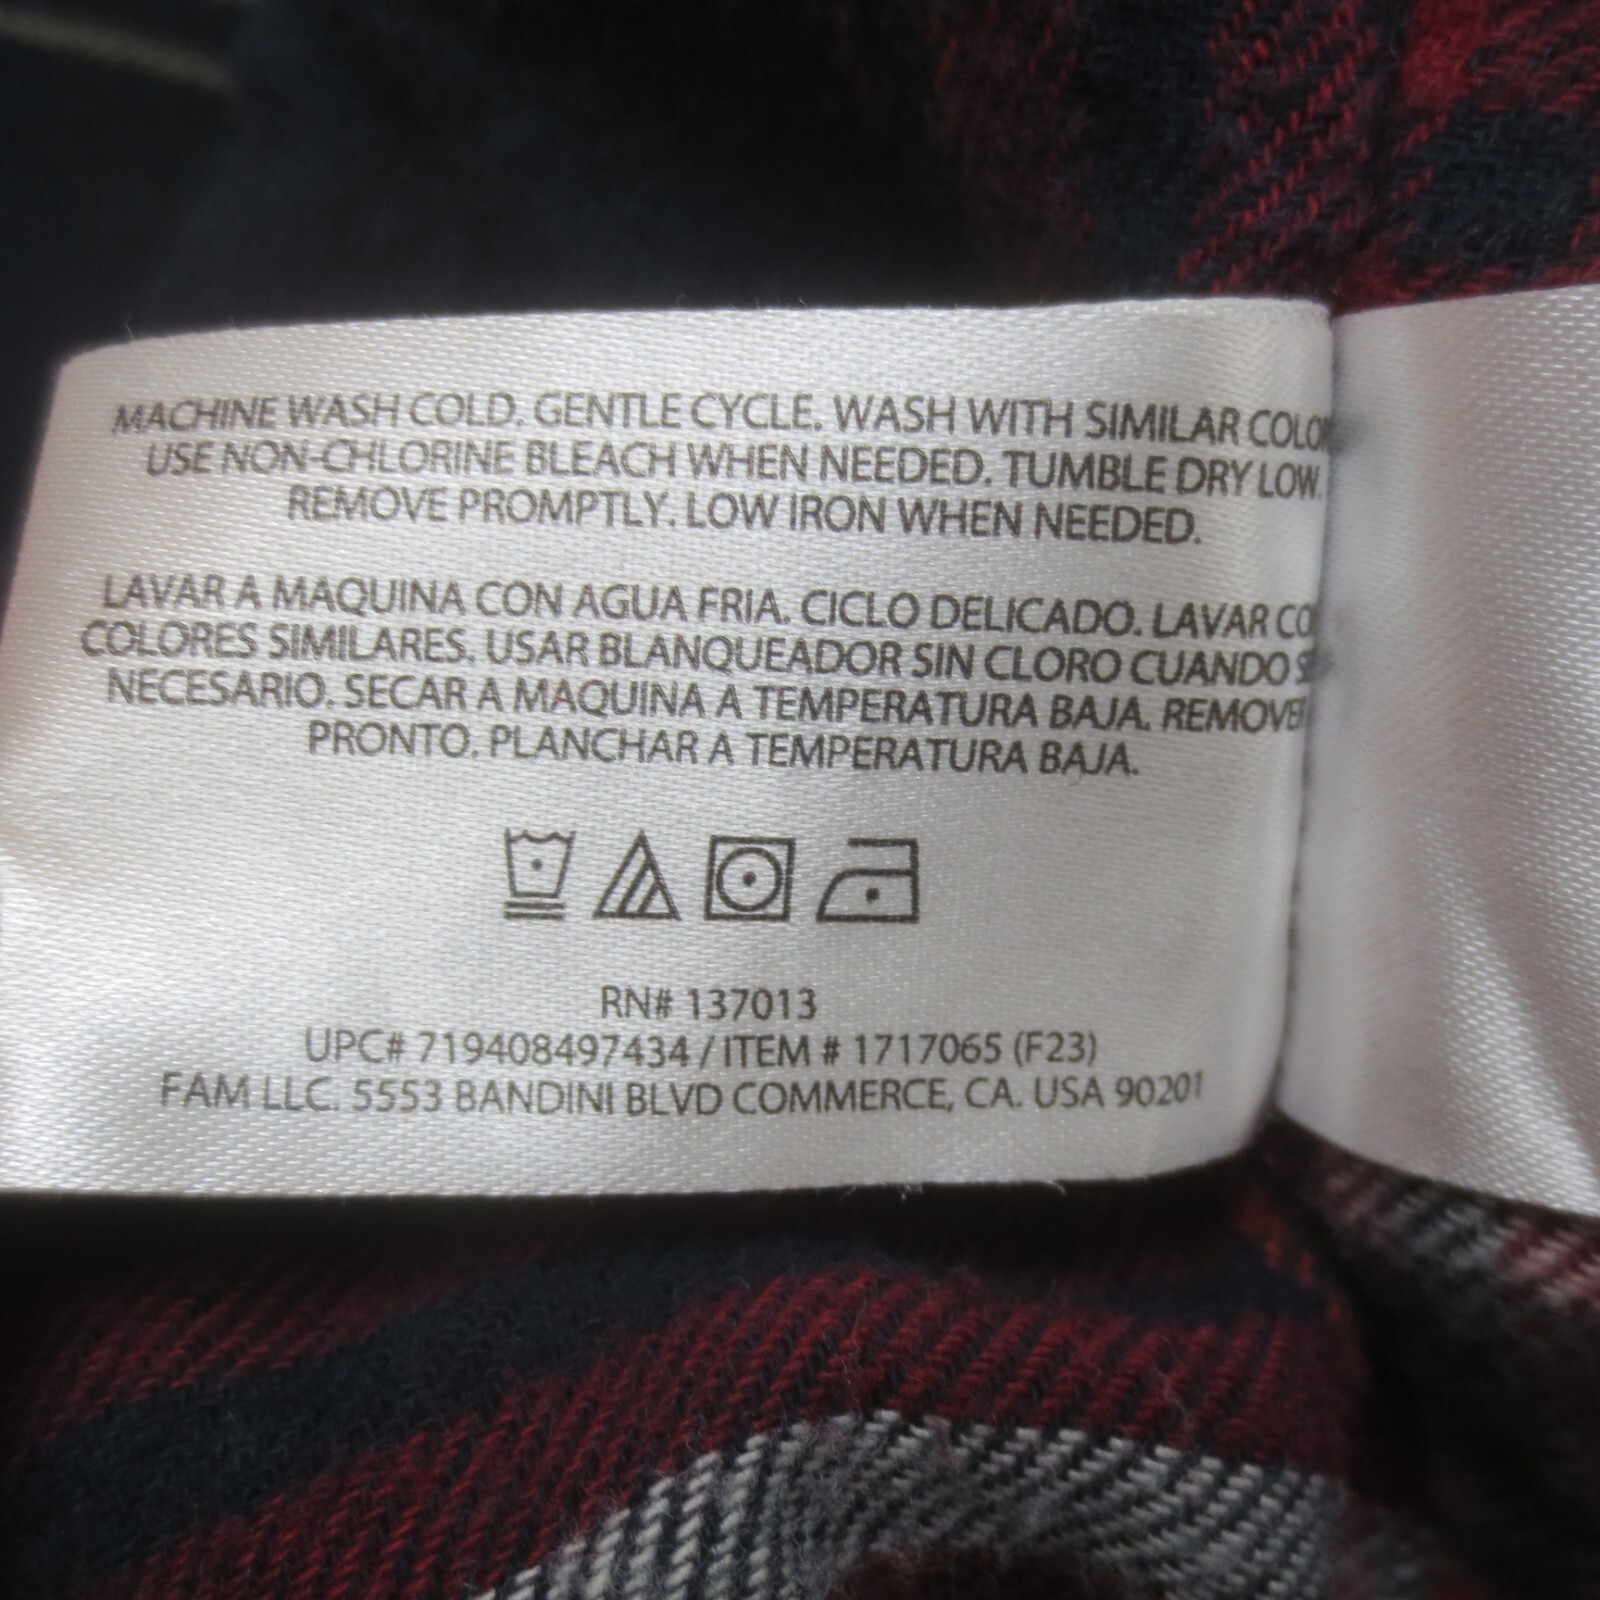 MACHINE WASH COLD. GENTLE CYCLE. WASH WITH SIMILAR
USE NON-CHLORINE BLEACH WHEN NEEDED. TUMBLE DRY LOW.
REMOVE PROMPTLY. LOW IRON WHEN NEEDED.
LAVAR A MAQUINA CON AGUA FRIA. CICLO DELICADO. LAVAR
COLORES SIMILARES. USAR BLANQUEADOR SIN CLORO CUANDO
NECESARIO. SECAR A MAQUINA A TEMPERATURA BAJA. REMOVER
PRONTO. PLANCHAR A TEMPERATURA BAJA.
RN# 137013
UPC# 719408497434 / ITEM # 1717065 (F23)
FAM LLC. 5553 BANDINI BLVD COMMERCE, CA. USA 90201